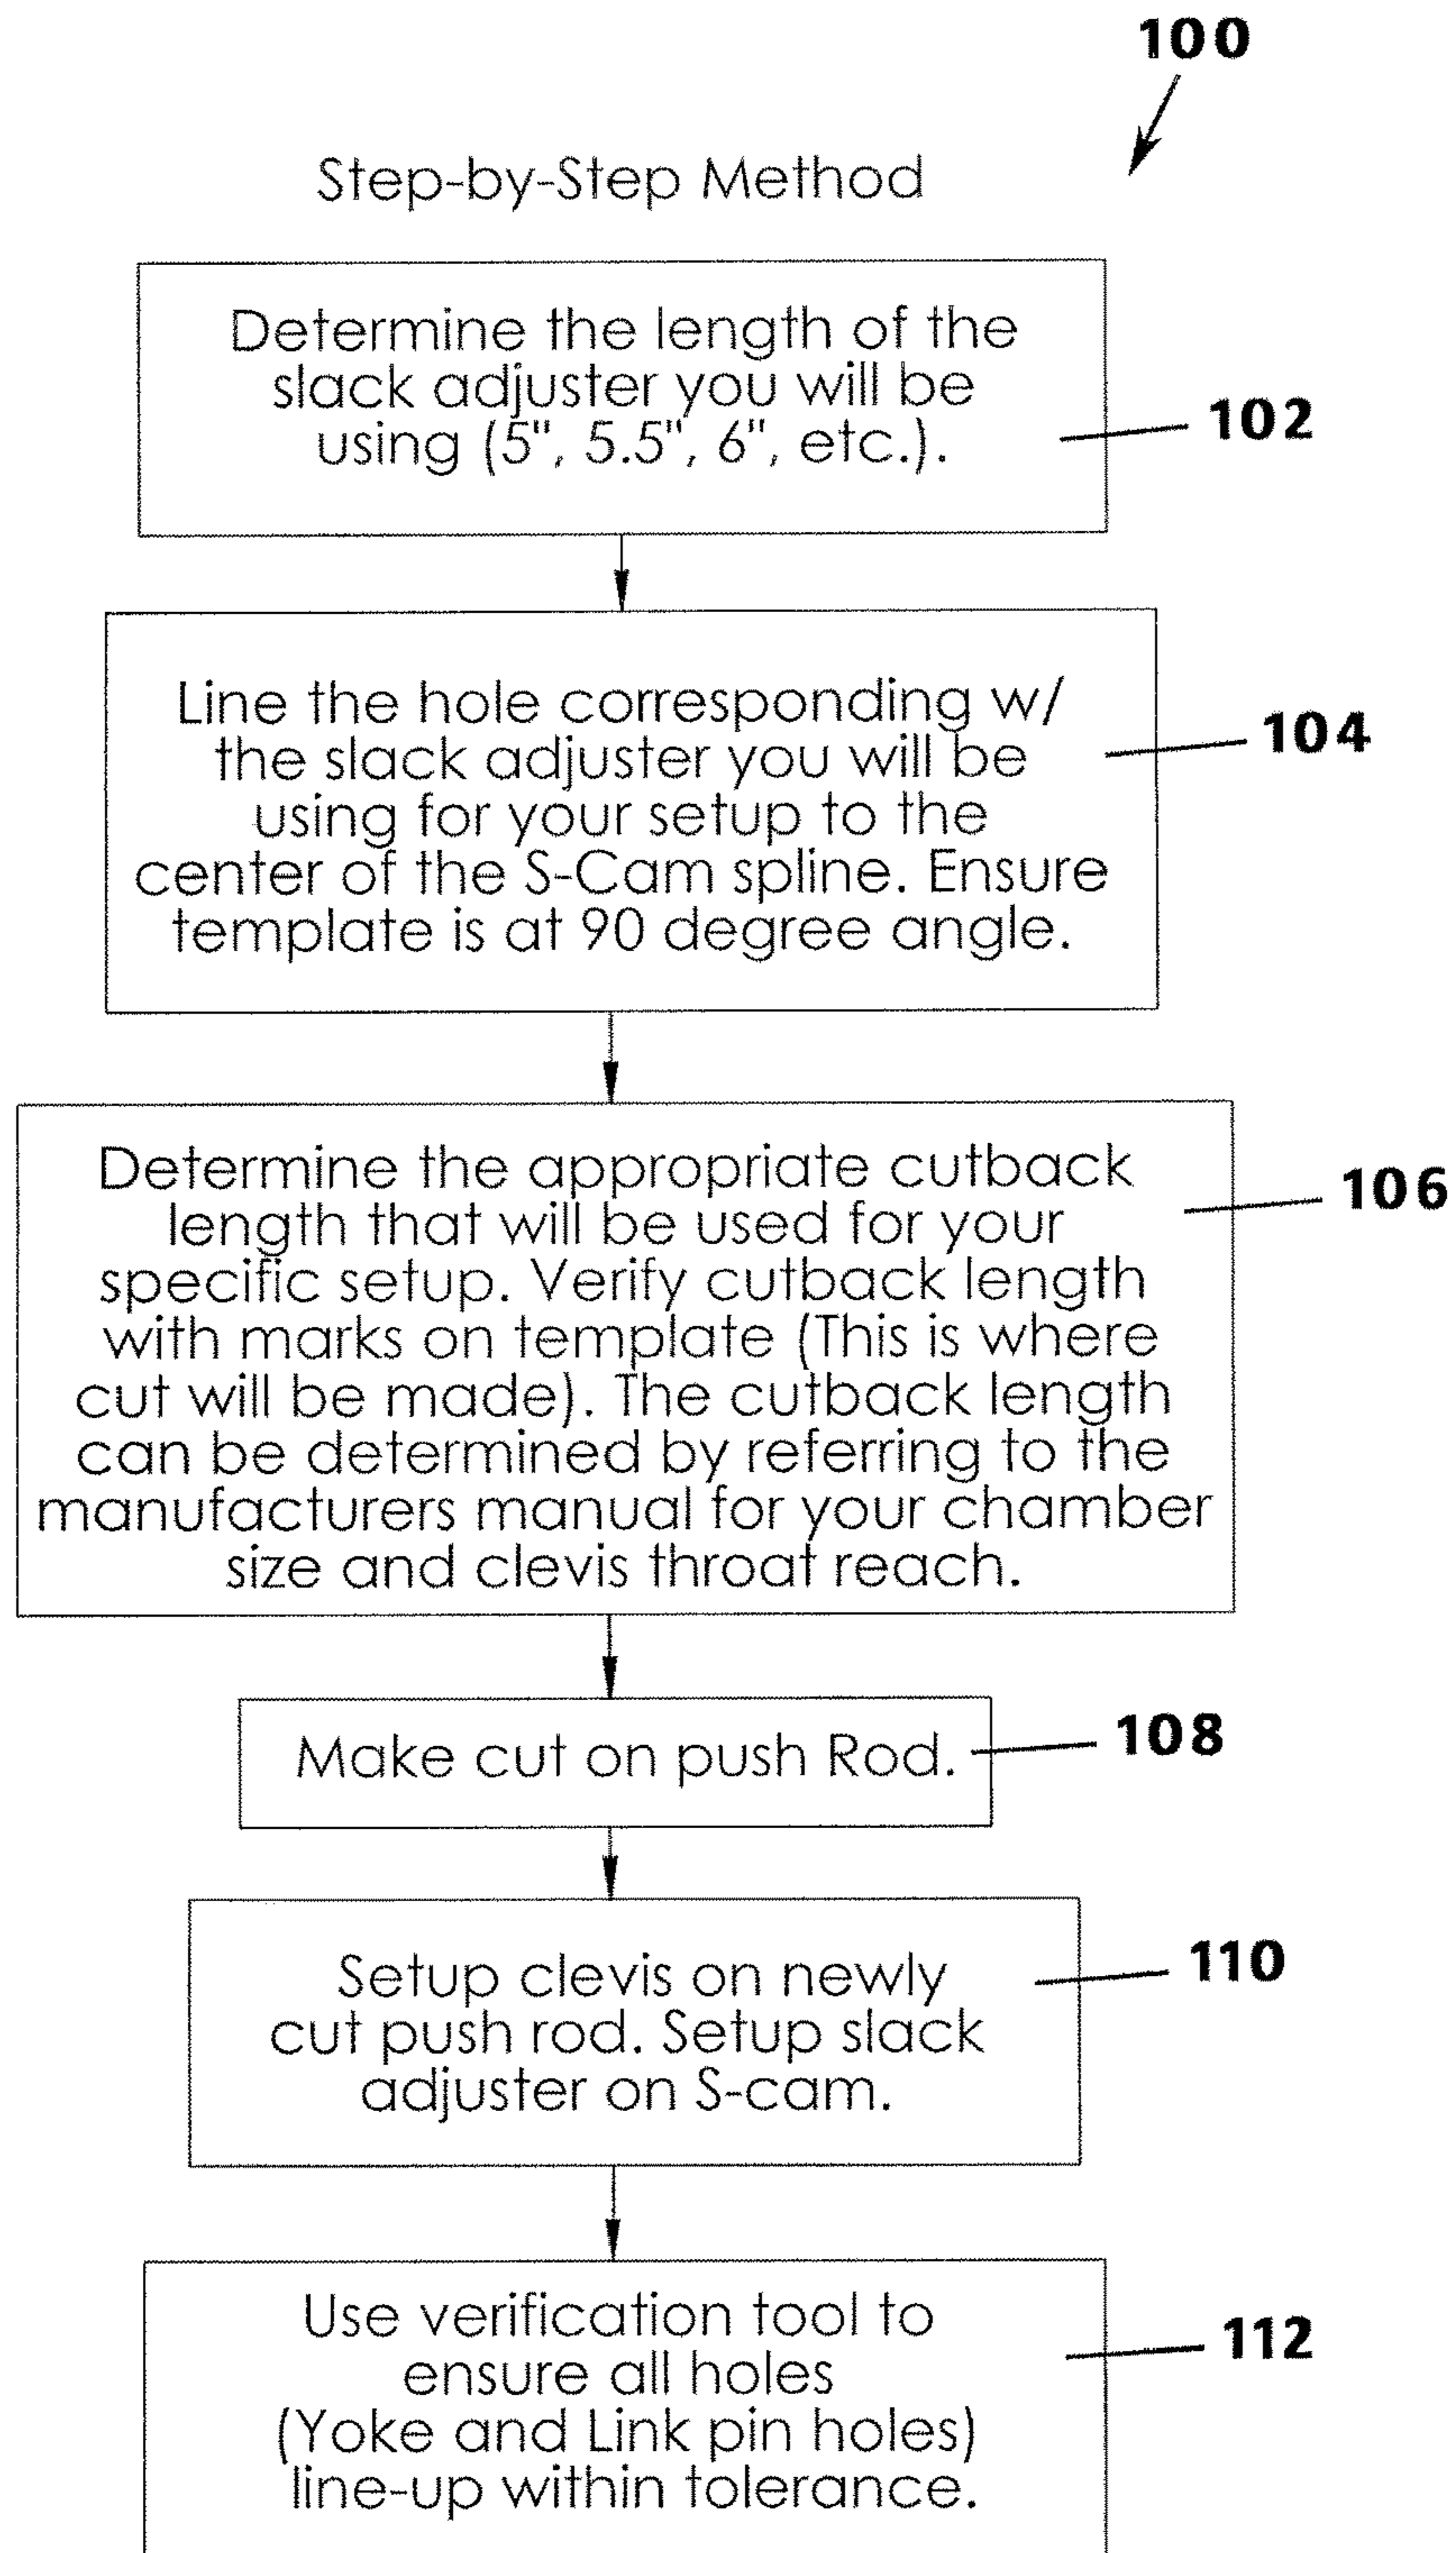 100
Step-by-Step Method
Determine the length of the
slack adjuster you will be
using (5", 5.5", 6", etc.).
102
Line the hole corresponding w/
the slack adjuster you will be
using for your setup to the
center of the S-Cam spline. Ensure
template is at 90 degree angle.
104
Determine the appropriate cutback
length that will be used for your
specific setup. Verify cutback length
with marks on template (This is where
cut will be made). The cutback length
can be determined by referring to the
manufacturers manual for your chamber
size and clevis throat reach.
106
Make cut on push Rod.
108
Setup clevis on newly
cut push rod. Setup slack
adjuster on S-cam.
110
Use verification tool to
ensure all holes
(Yoke and Link pin holes)
line-up within tolerance.
112